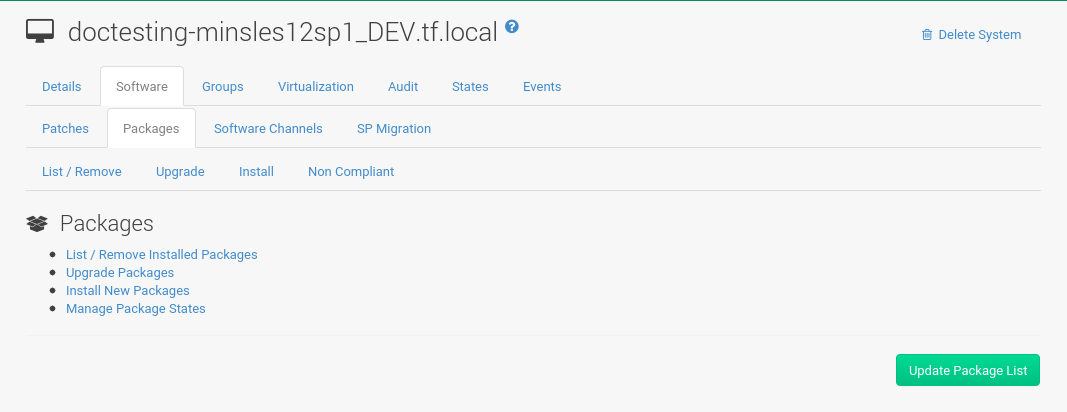 doctesting-minsles12sp1_DEV.tf.local ?
Delete System
Details Software Groups Virtualization Audit States Events
Patches Packages Software Channels SP Migration
List / Remove Upgrade Install Non Compliant
Packages
List / Remove Installed Packages
Upgrade Packages
Install New Packages
Manage Package States
Update Package List